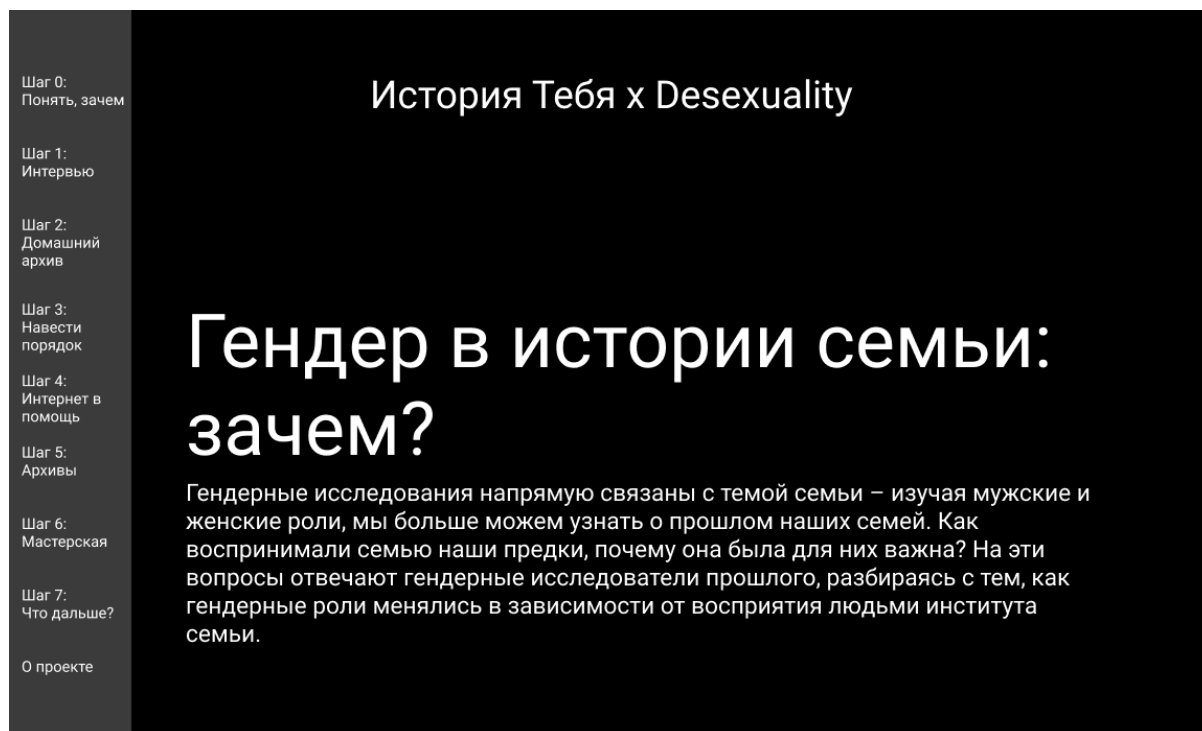 Шаг 0:
Понять, зачем
Шаг 1:
Интервью
Шаг 2:
Домашний
архив
Шаг 3:
Навести
порядок
Шаг 4:
Интернет в
помощь
Шаг 5:
Архивы
Шаг 6:
Мастерская
Шаг 7:
Что дальше?
О проекте
История Тебя x Desexuality
Гендер в истории семьи:
зачем?
Гендерные исследования напрямую связаны с темой семьи – изучая мужские и
женские роли, мы больше можем узнать о прошлом наших семей. Как
воспринимали семью наши предки, почему она была для них важна? На эти
вопросы отвечают гендерные исследователи прошлого, разбираясь с тем, как
гендерные роли менялись в зависимости от восприятия людьми института
семьи.